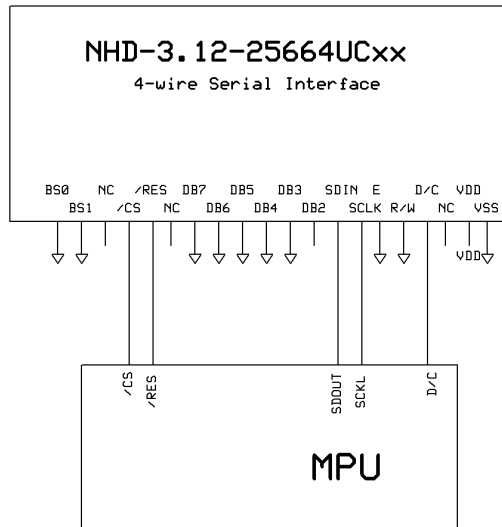 NHD-3.12-25664UCxx
4-wire Serial Interface
BS0 NC /RES DB7 DB5 DB3 SDIN E D/C VDD
BS1 /CS NC DB6 DB4 DB2 SCLK R/W NC VSS
VDD
/CS /RES SDOUT SCKL D/C
MPU